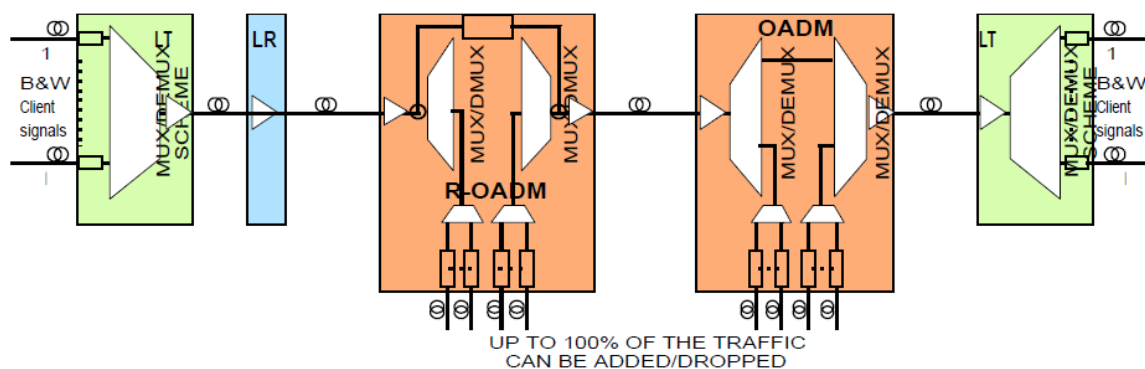 LT
1
B&W
Client
signals
I
MUX/DEMUX
SCHEME
LR
MUX/DMUX
MUX/DMUX
R-OADM
OADM
MUX/DEMUX
MUX/DEMUX
LT
MUX/DEMUX
SCHEME
1
B&W
Client
signals
I
UP TO 100% OF THE TRAFFIC
CAN BE ADDED/DROPPED